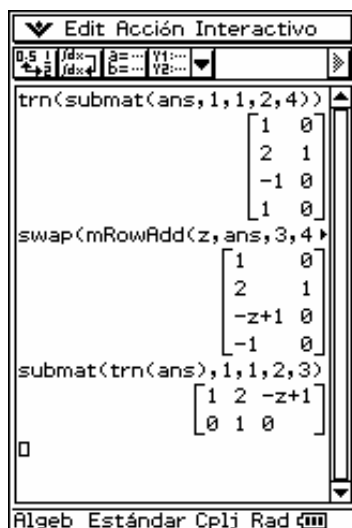 Edit Acción Interactivo
trn(submat(ans,1,1,2,4))
[1 0
2 1
-1 0
1 0]
swap(mRowAdd(z,ans,3,4
[1 0
2 1
-z+1 0
-1 0]
submat(trn(ans),1,1,2,3)
[1 2 -z+1
0 1 0]
Algeb Estándar Cplj Rad